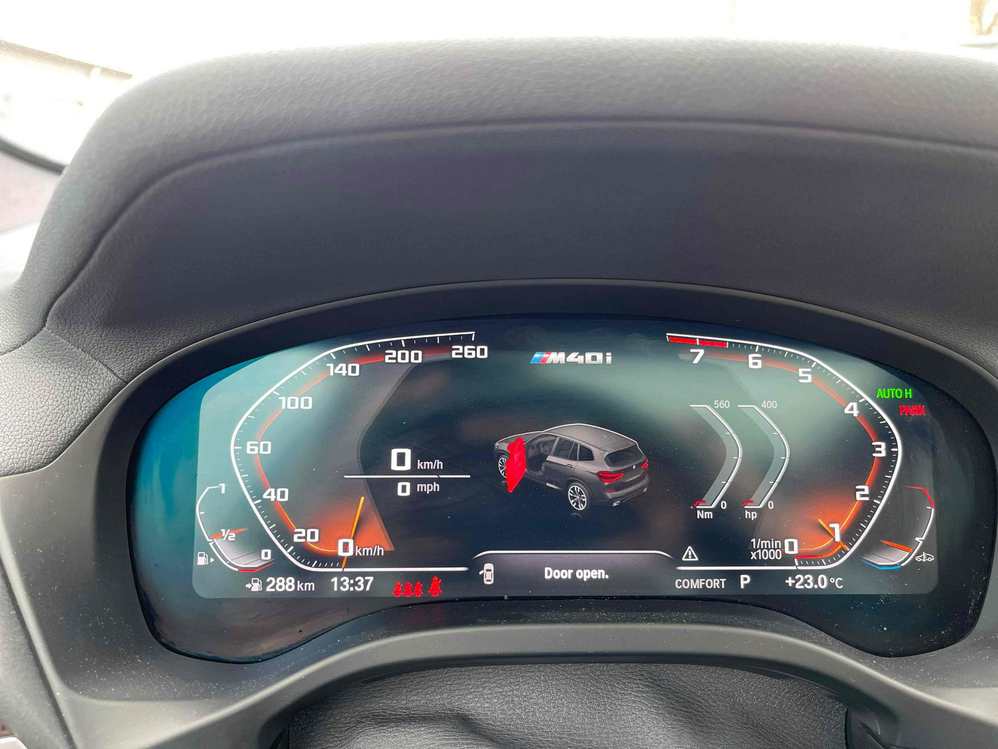 260
200
140
100
60
40
20
0 km/h
0 km/h
0 mph
M40i
7
6
5
4
3
2
1
0
1/min
x1000
560
400
0
0
Nm
hp
AUTO H
PARK
1
1/2
0
288 km
13:37
Door open.
COMFORT
P
+23.0 °C